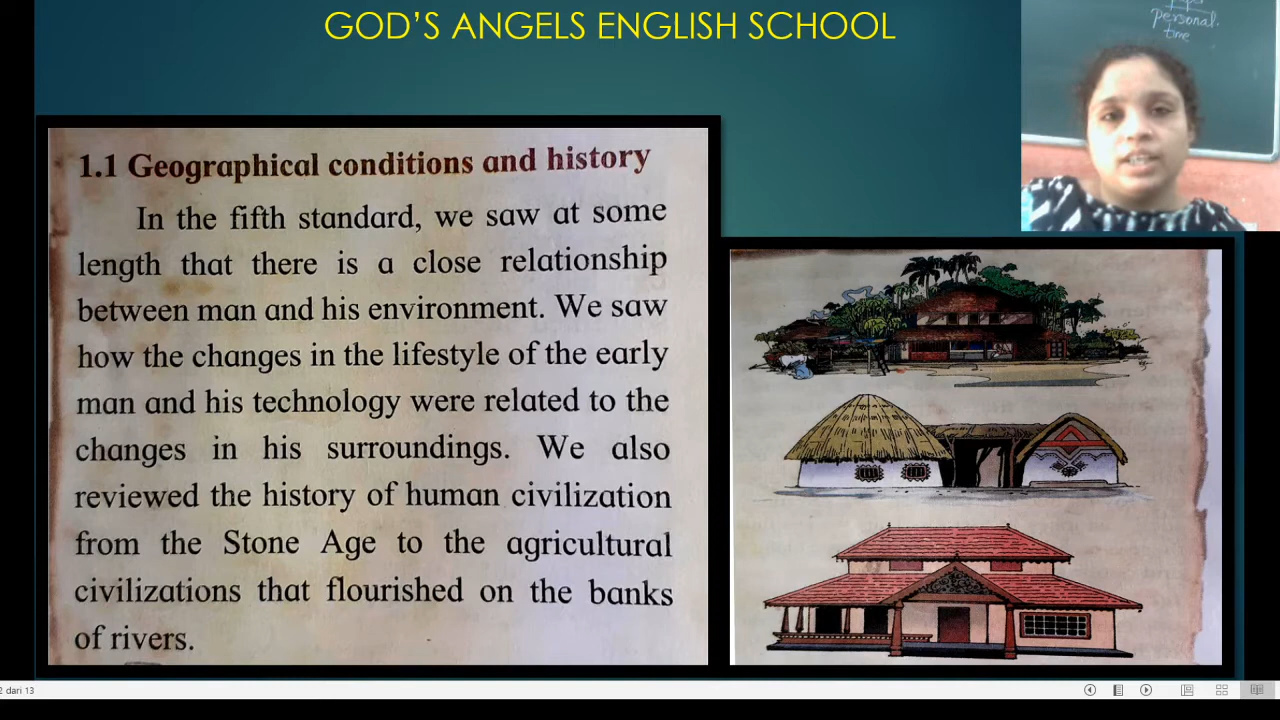 GOD'S ANGELS ENGLISH SCHOOL
personal.
time
1.1 Geographical conditions and history
In the fifth standard, we saw at some
length that there is a close relationship
between man and his environment. We saw
how the changes in the lifestyle of the early
man and his technology were related to the
changes in his surroundings. We also
reviewed the history of human civilization
from the Stone Age to the agricultural
civilizations that flourished on the banks
of rivers.
2 dari 13